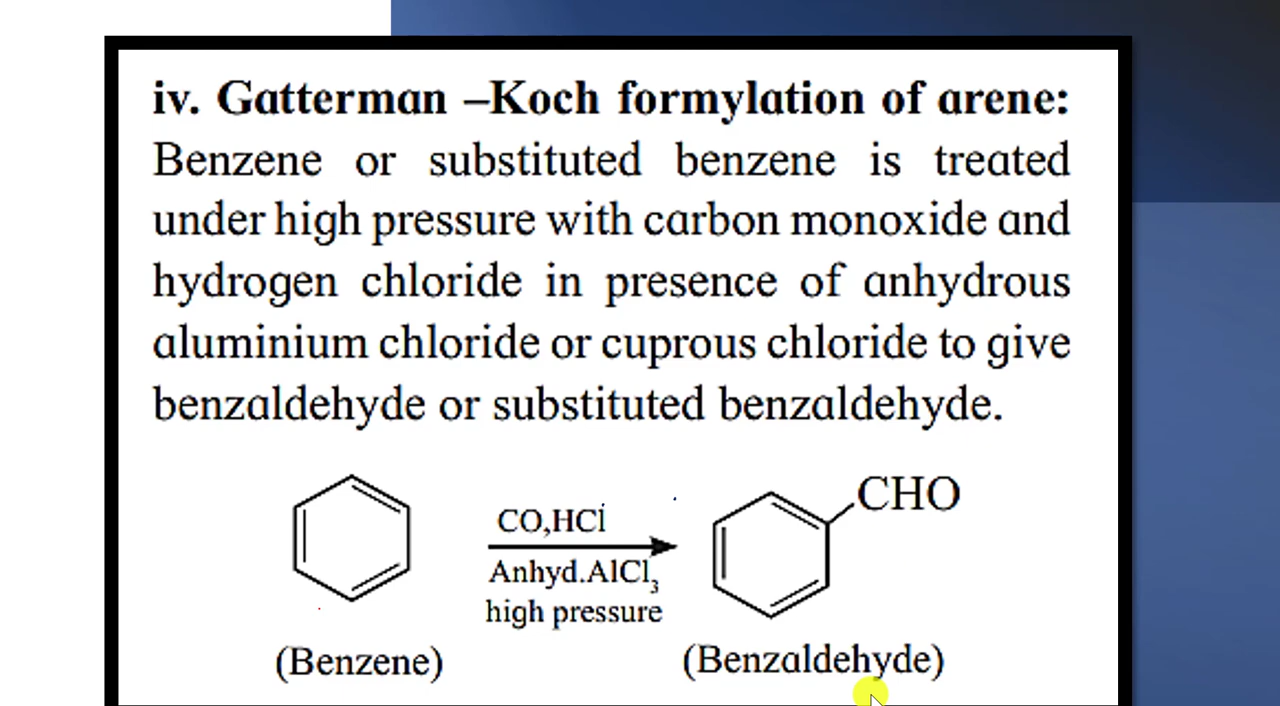 iv. Gatterman –Koch formylation of arene:
Benzene or substituted benzene is treated
under high pressure with carbon monoxide and
hydrogen chloride in presence of anhydrous
aluminium chloride or cuprous chloride to give
benzaldehyde or substituted benzaldehyde.
CHO
CO,HCl
Anhyd.AlCl₃
high pressure
(Benzene)
(Benzaldehyde)